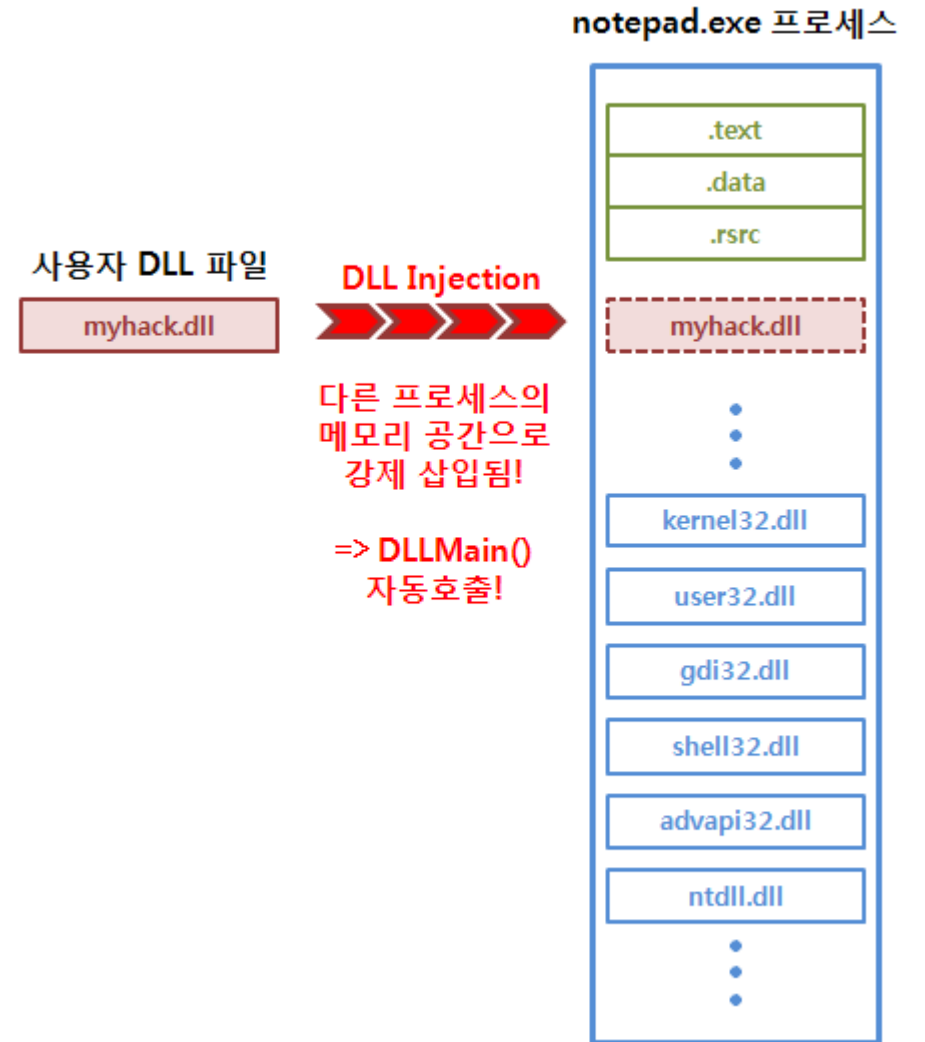 notepad.exe 프로세스
.text
.data
.rsrc
사용자 DLL 파일
myhack.dll
DLL Injection
다른 프로세스의
메모리 공간으로
강제 삽입됨!
=> DLLMain()
자동호출!
myhack.dll
kernel32.dll
user32.dll
gdi32.dll
shell32.dll
advapi32.dll
ntdll.dll